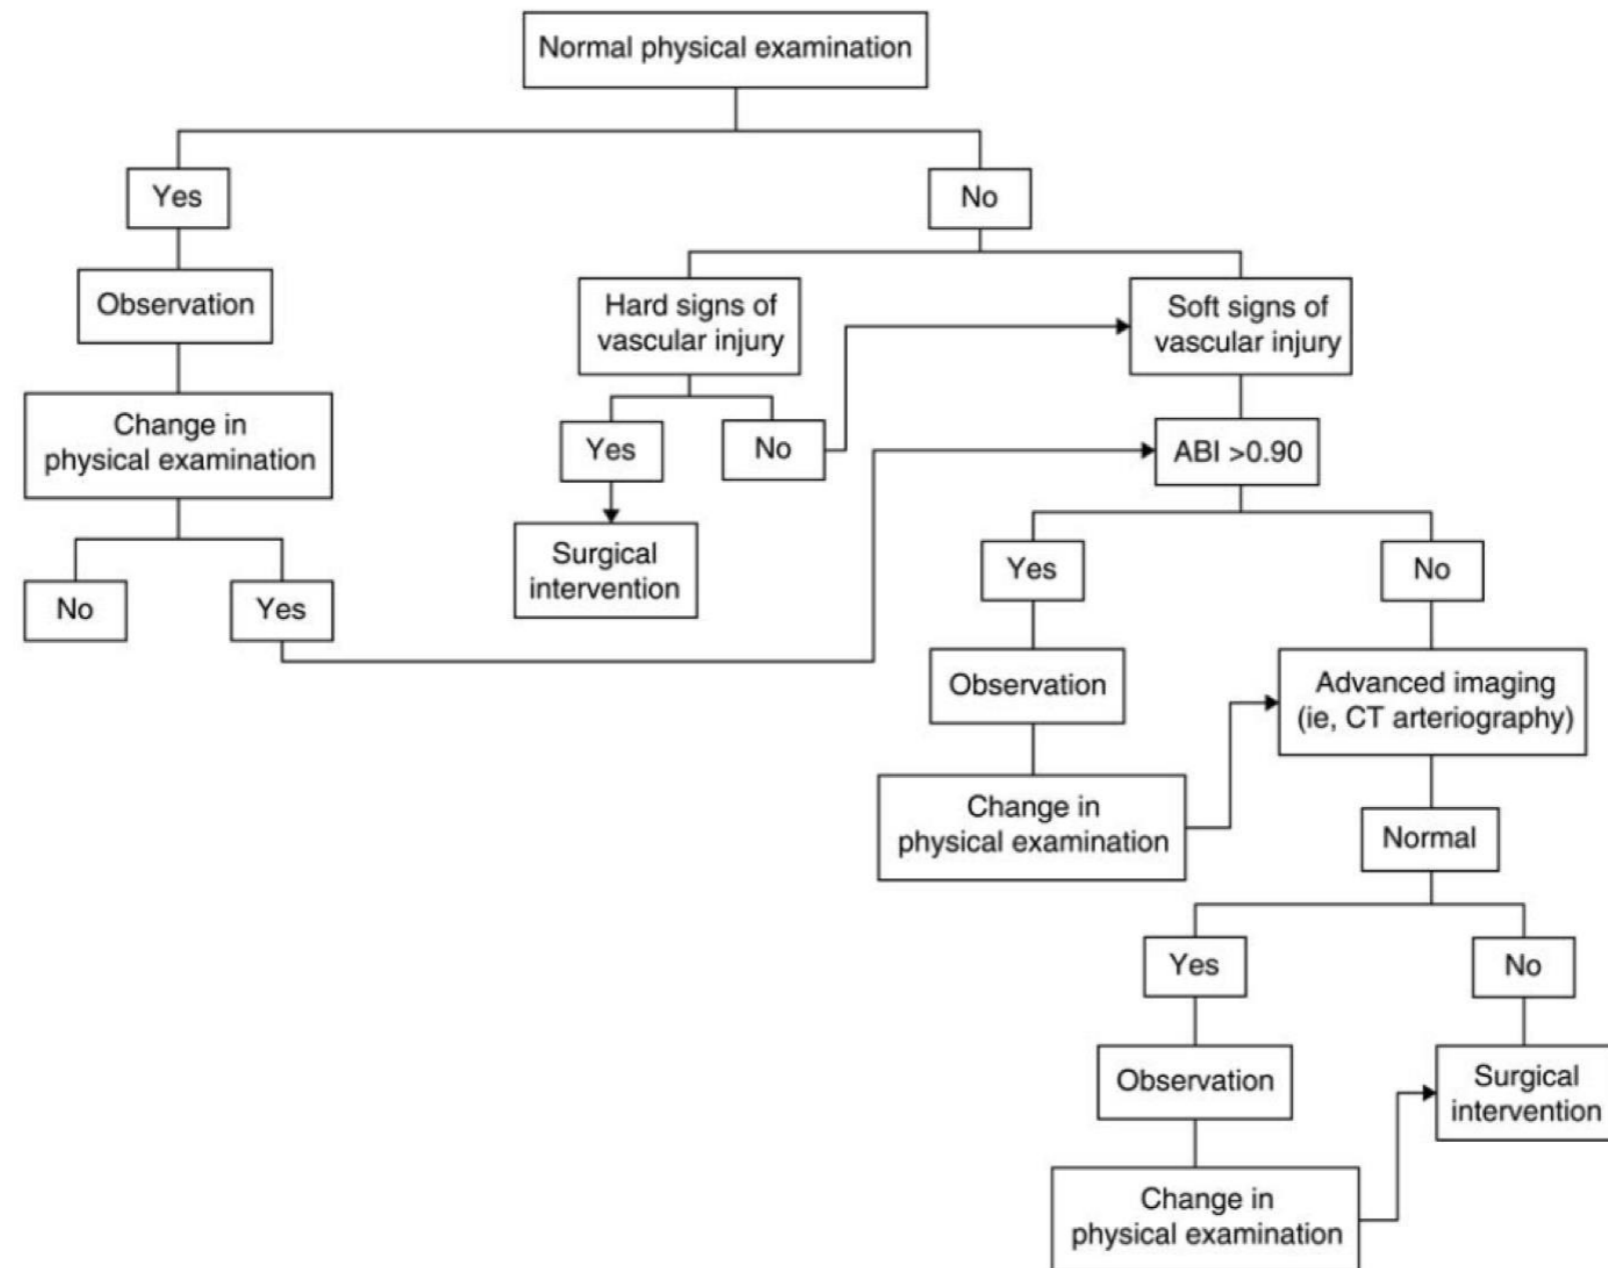 Normal physical examination
Yes
No
Observation
Hard signs of
vascular injury
Soft signs of
vascular injury
Change in
physical examination
Yes
No
ABI >0.90
Surgical
intervention
No
Yes
Yes
No
Observation
Advanced imaging
(ie, CT arteriography)
Change in
physical examination
Normal
Yes
No
Observation
Surgical
intervention
Change in
physical examination